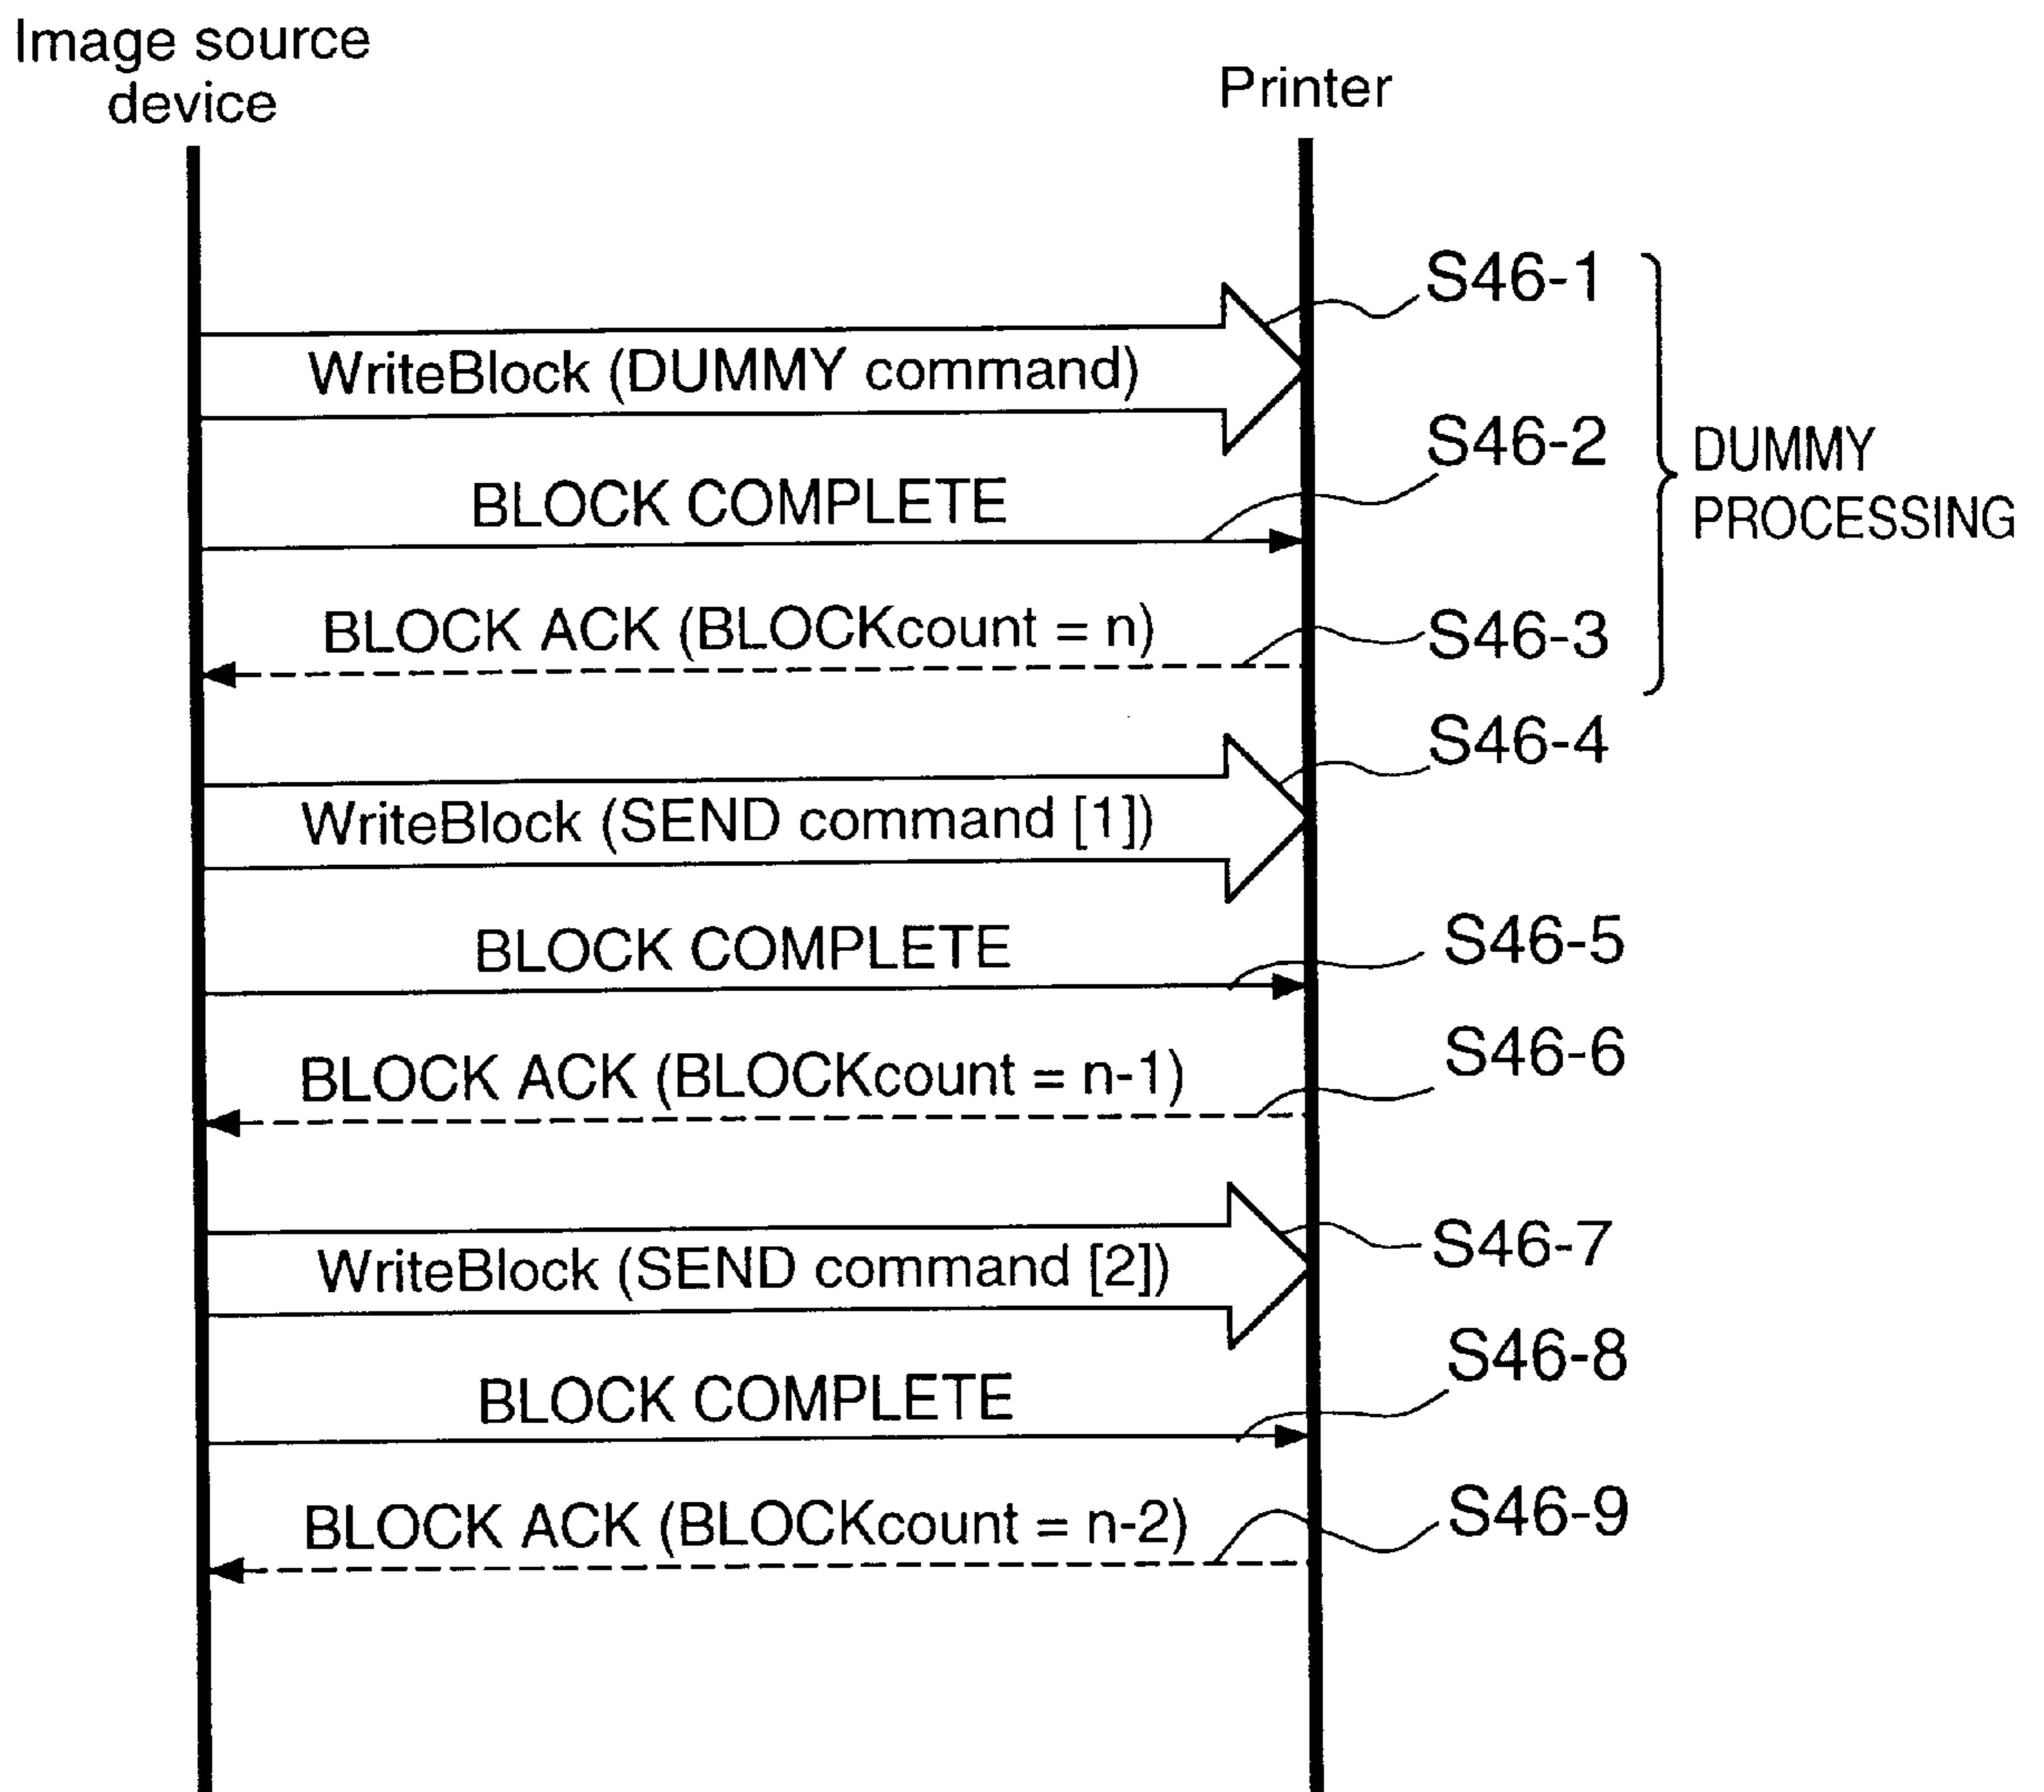 Image source
device
Printer
S46-1
WriteBlock (DUMMY command)
S46-2
DUMMY
PROCESSING
BLOCK COMPLETE
BLOCK ACK (BLOCKcount = n)
S46-3
S46-4
WriteBlock (SEND command [1])
BLOCK COMPLETE
S46-5
BLOCK ACK (BLOCKcount = n-1)
S46-6
WriteBlock (SEND command [2])
S46-7
S46-8
BLOCK COMPLETE
BLOCK ACK (BLOCKcount = n-2)
S46-9